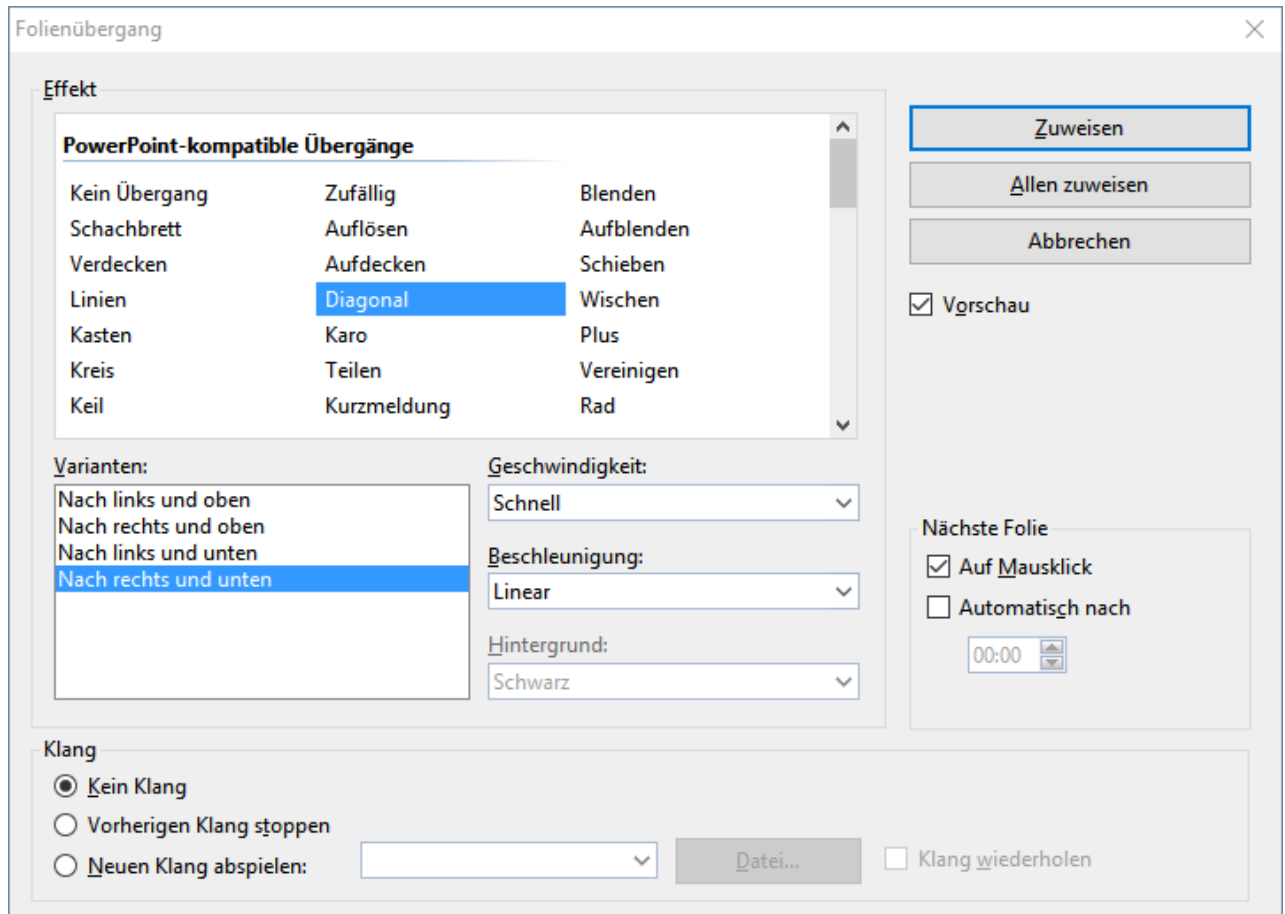 Folienübergang
Effekt
PowerPoint-kompatible Übergänge
Kein Übergang Zufällig Blenden
Schachbrett Auflösen Aufblenden
Verdecken Aufdecken Schieben
Linien Diagonal Wischen
Kasten Karo Plus
Kreis Teilen Vereinigen
Keil Kurzmeldung Rad
Zuweisen
Allen zuweisen
Abbrechen
Vorschau
Varianten:
Nach links und oben
Nach rechts und oben
Nach links und unten
Nach rechts und unten
Geschwindigkeit:
Schnell
Beschleunigung:
Linear
Hintergrund:
Schwarz
Nächste Folie
Auf Mausklick
Automatisch nach
00:00
Klang
Kein Klang
Vorherigen Klang stoppen
Neuen Klang abspielen: Datei... Klang wiederholen